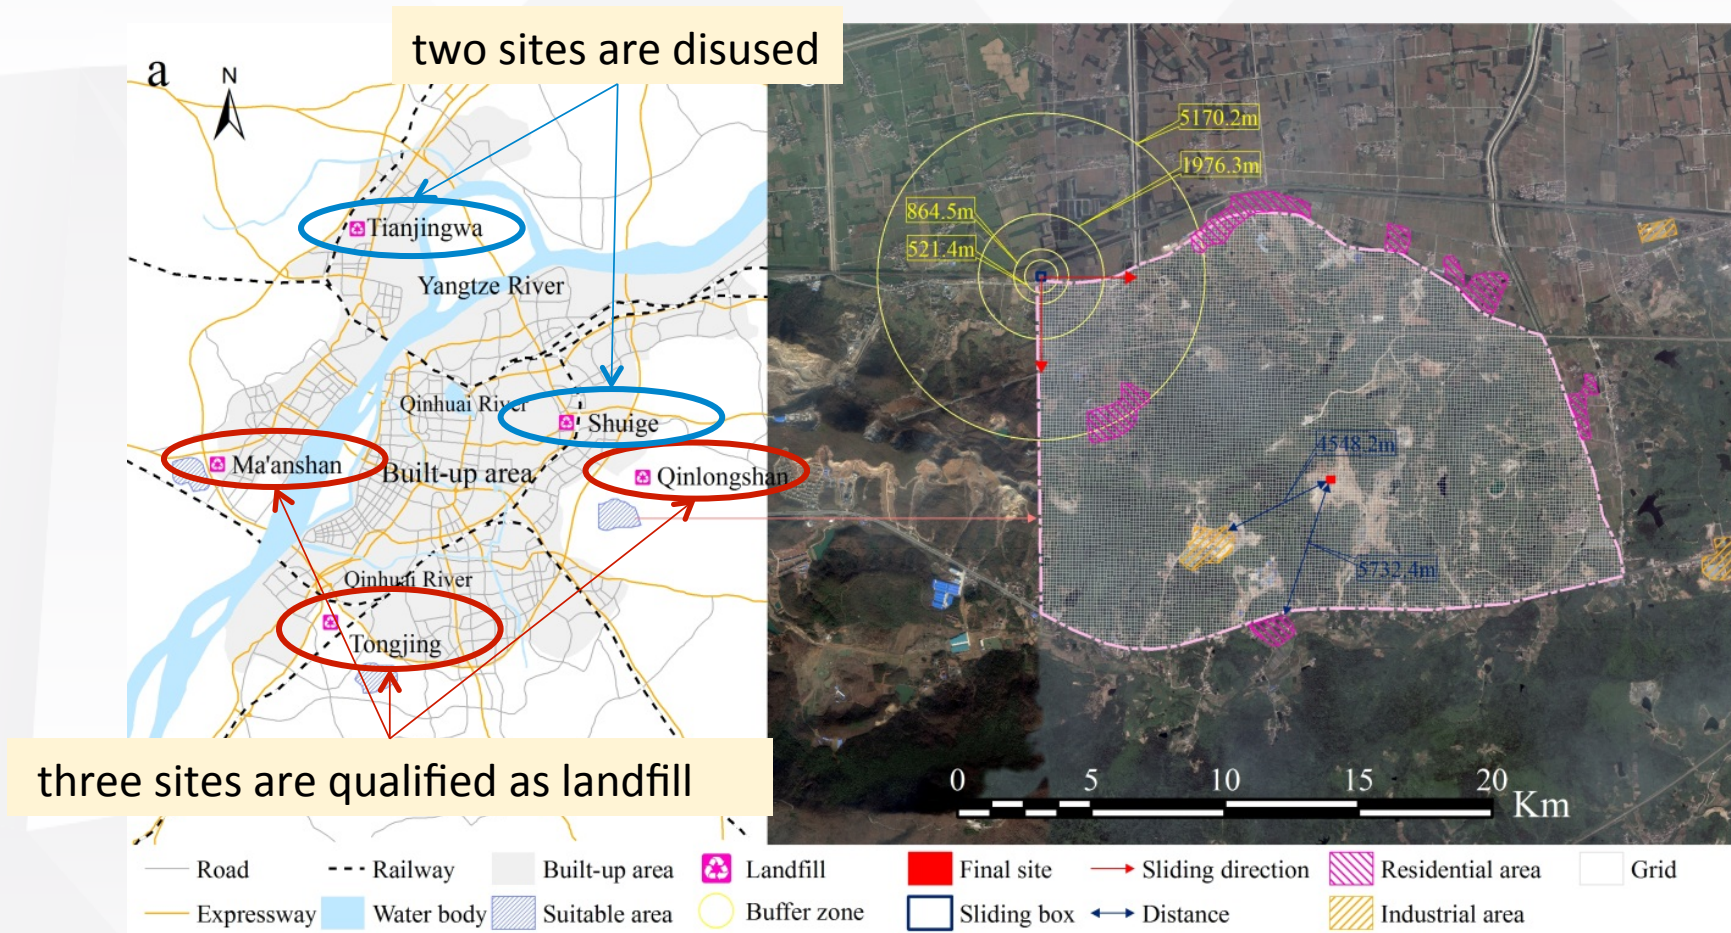 two sites are disused
a
N
Tianjingwa
Yangtze River
Qinhuai River
Shuige
Ma'anshan
Built-up area
Qinlongshan
Qinhuai River
Tongjing
three sites are qualified as landfill
5170.2m
1976.3m
864.5m
521.4m
4548.2m
5732.4m
0 5 10 15 20
Km
Road Railway Built-up area Landfill Final site Sliding direction Residential area Grid
Expressway Water body Suitable area Buffer zone Sliding box Distance Industrial area